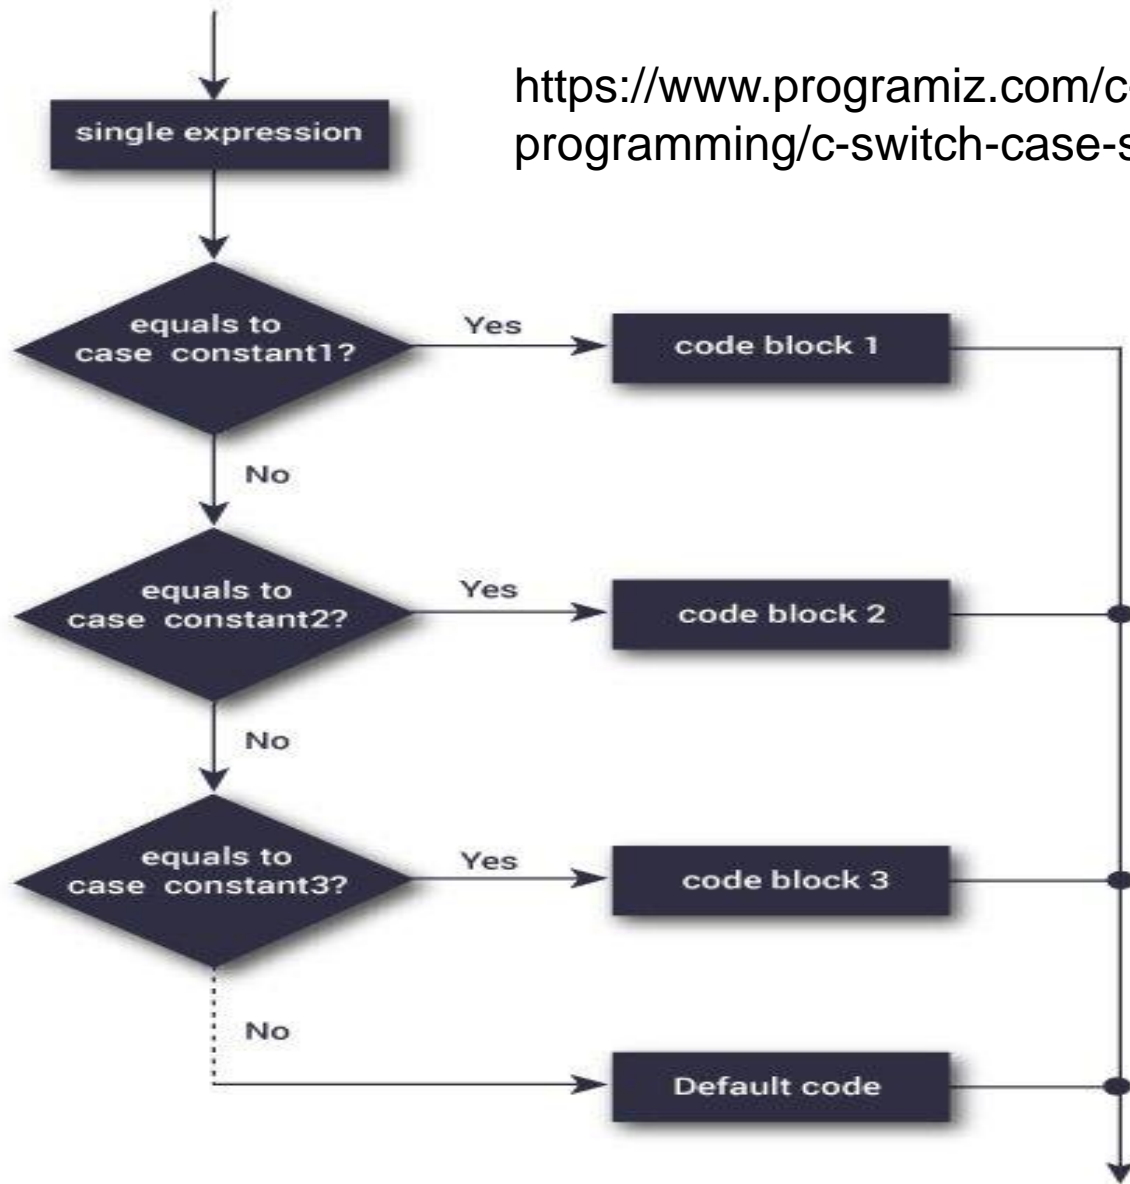 https://www.programiz.com/c-
programming/c-switch-case-s
single expression
equals to
case constant1?
Yes
code block 1
No
equals to
case constant2?
Yes
code block 2
No
equals to
case constant3?
Yes
code block 3
No
Default code